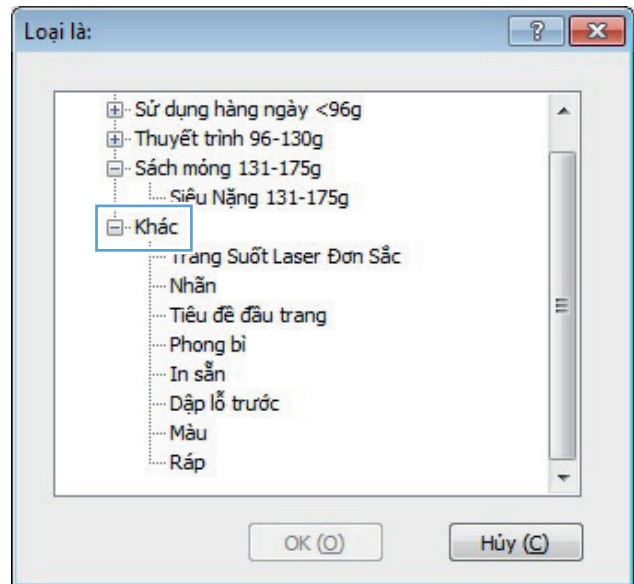 Loại là:
Sử dụng hàng ngày <96g
Thuyết trình 96-130g
Sách mỏng 131-175g
Siêu Nặng 131-175g
Khác
Trang Suốt Laser Đơn Sắc
Nhãn
Tiêu đề đầu trang
Phong bì
In sẵn
Dập lỗ trước
Màu
Ráp
OK (O)
Hủy (C)